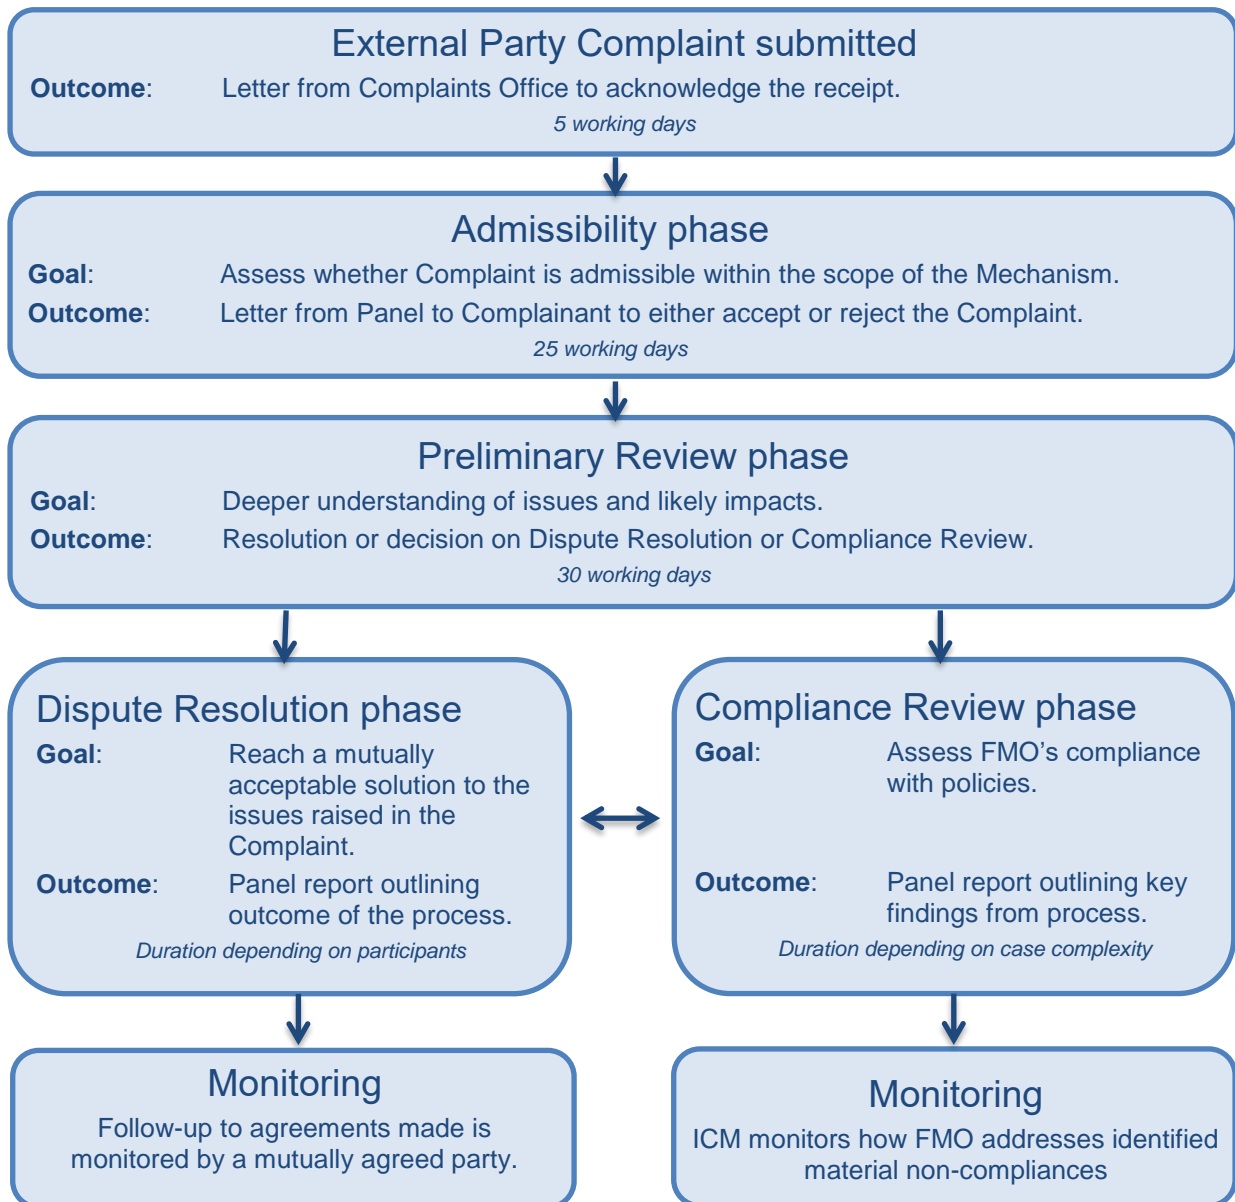 External Party Complaint submitted
Outcome: Letter from Complaints Office to acknowledge the receipt.
5 working days
Admissibility phase
Goal: Assess whether Complaint is admissible within the scope of the Mechanism.
Outcome: Letter from Panel to Complainant to either accept or reject the Complaint.
25 working days
Preliminary Review phase
Goal: Deeper understanding of issues and likely impacts.
Outcome: Resolution or decision on Dispute Resolution or Compliance Review.
30 working days
Dispute Resolution phase
Goal: Reach a mutually
acceptable solution to the
issues raised in the
Complaint.
Outcome: Panel report outlining
outcome of the process.
Duration depending on participants
Compliance Review phase
Goal: Assess FMO’s compliance
with policies.
Outcome: Panel report outlining key
findings from process.
Duration depending on case complexity
Monitoring
Follow-up to agreements made is
monitored by a mutually agreed party.
Monitoring
ICM monitors how FMO addresses identified
material non-compliances